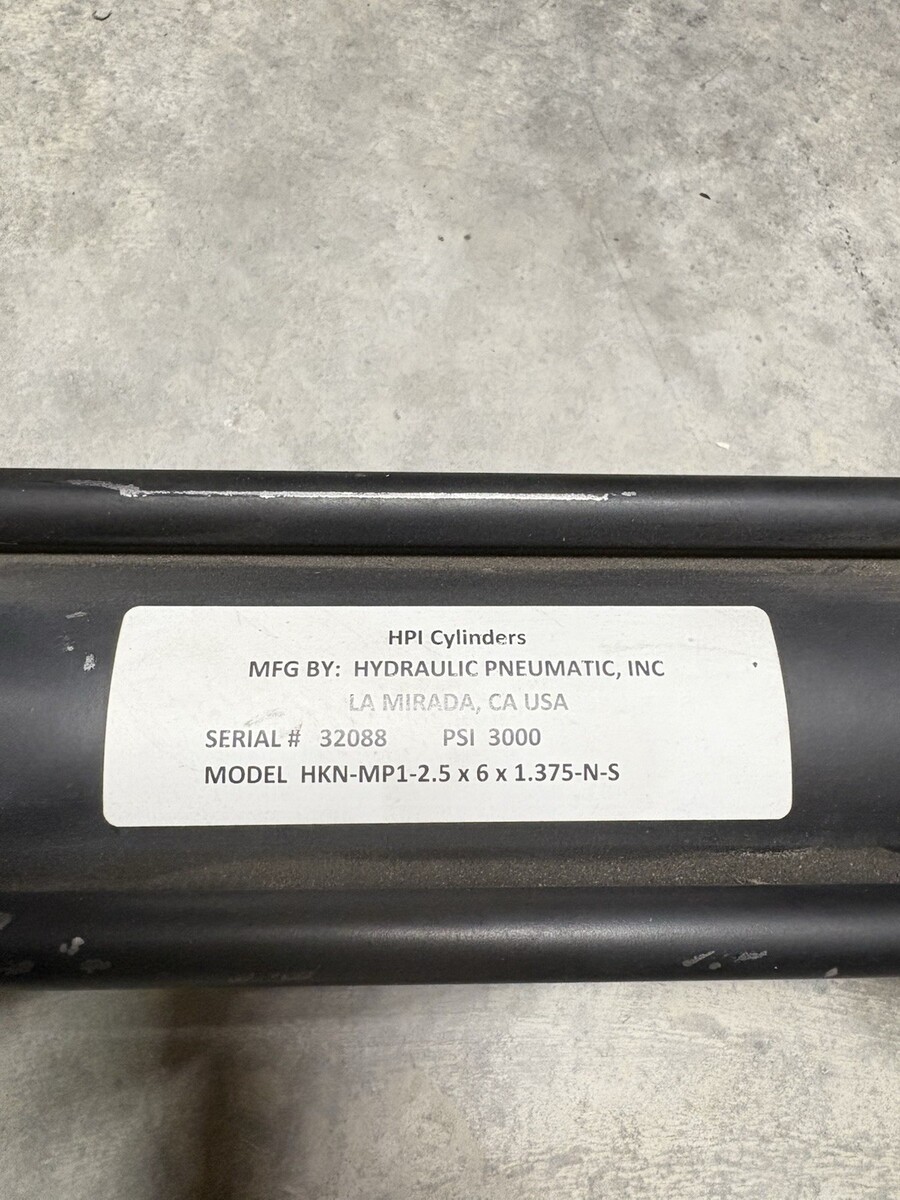 HPI Cylinders
MFG BY: HYDRAULIC PNEUMATIC, INC
LA MIRADA, CA USA
SERIAL # 32088 PSI 3000
MODEL HKN-MP1-2.5 x 6 x 1.375-N-S